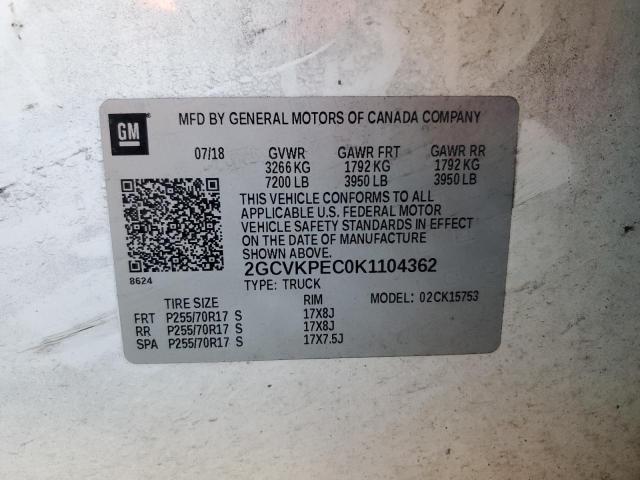 GM
MFD BY GENERAL MOTORS OF CANADA COMPANY
07/18 GVWR GAWR FRT GAWR RR
3266 KG 1792 KG 1792 KG
7200 LB 3950 LB 3950 LB
THIS VEHICLE CONFORMS TO ALL
APPLICABLE U.S. FEDERAL MOTOR
VEHICLE SAFETY STANDARDS IN EFFECT
ON THE DATE OF MANUFACTURE
SHOWN ABOVE.
8624
2GCVKPEC0K1104362
TYPE: TRUCK
TIRE SIZE RIM MODEL: 02CK15753
FRT P255/70R17 S 17X8J
RR P255/70R17 S 17X8J
SPA P255/70R17 S 17X7.5J